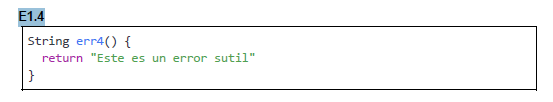 E1.4
String err4() {
  return "Este es un error sutil"
}